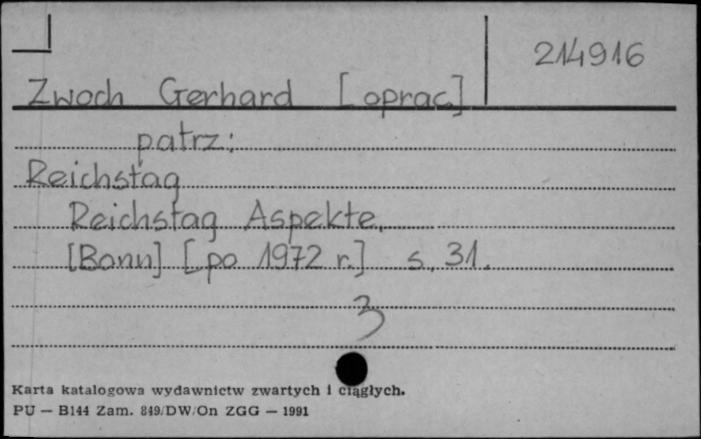 214916
Zwoch Gerhard [oprac]
patrz:
Reichstag
Reichstag Aspekte.
[Bonn] [po 1972 r.] s. 31.
3
Karta katalogowa wydawnictw zwartych i ciągłych.
PU — B144 Zam. 849/DW/On ZGG — 1991